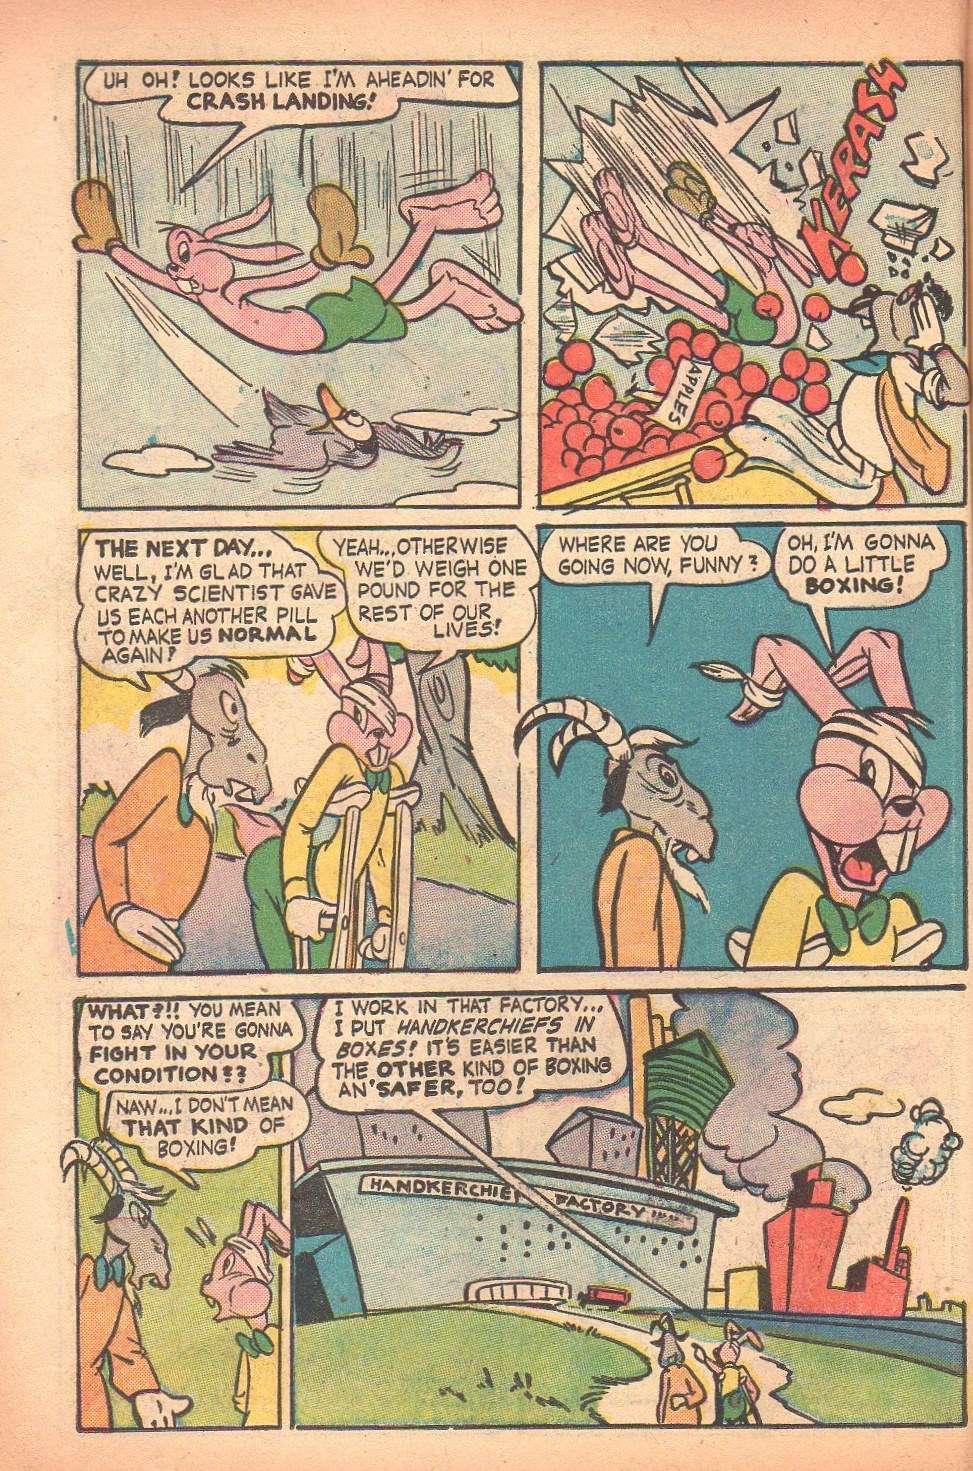 UH OH! LOOKS LIKE I'M AHEADIN' FOR
CRASH LANDING!
KERASH!
APPLES
THE NEXT DAY...
WELL, I'M GLAD THAT
CRAZY SCIENTIST GAVE
US EACH ANOTHER PILL
TO MAKE US NORMAL
AGAIN!
YEAH... OTHERWISE
WE'D WEIGH ONE
POUND FOR THE
REST OF OUR
LIVES!
WHERE ARE YOU
GOING NOW, FUNNY?
OH, I'M GONNA
DO A LITTLE
BOXING!
WHAT?!! YOU MEAN
TO SAY YOU'RE GONNA
FIGHT IN YOUR
CONDITION??
NAW... I DON'T MEAN
THAT KIND OF
BOXING!
I WORK IN THAT FACTORY...
I PUT HANDKERCHIEFS IN
BOXES! IT'S EASIER THAN
THE OTHER KIND OF BOXING
AN' SAFER, TOO!
HANDKERCHIEF FACTORY